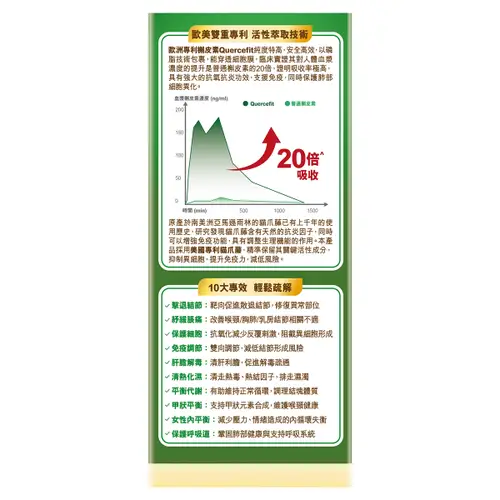 歐美雙重專利 活性萃取技術
歐洲專利槲皮素Quercefit純度特高，安全高效，以磷
脂技術包裹，能穿透細胞膜，臨床實證其對人體血漿
濃度的提升是普通槲皮素的20倍，證明吸收率極高，
具有強大的抗氧抗炎功效，支援免疫，同時保護肺部
細胞異化。
血漿槲皮素濃度 (ng/ml)
Quercefit 普通槲皮素
200
150
100
50
0
20倍^
吸收
時間 (min) 500 1000 1500
原產於南美洲亞馬遜雨林的貓爪藤已有上千年的使
用歷史，研究發現貓爪藤含有天然的抗炎因子，同時
可以增強免疫功能，具有調整生理機能的作用。本產
品採用美國專利貓爪藤，精準保留其關鍵活性成分，
抑制異細胞，提升免疫力，減低風險。
10大專效 輕鬆疏解
擊退結節：靶向促進散退結節，修復異常部位
紓腫脹痛：改善喉頸/胸肺/乳房結節相關不適
保護細胞：抗氧化減少反覆刺激，阻截異細胞形成
免疫調節：雙向調節，減低結節形成風險
肝膽解毒：清肝利膽，促進解毒疏通
清熱化濕：清走熱毒、熱結因子，排走濕濁
平衡代謝：有助維持正常循環，調理結塊體質
甲狀平衡：支持甲狀元素合成，維護喉頸健康
女性內平衡：減少壓力、情緒造成的內循環失衡
保護呼吸道：鞏固肺部健康與支持呼吸系統